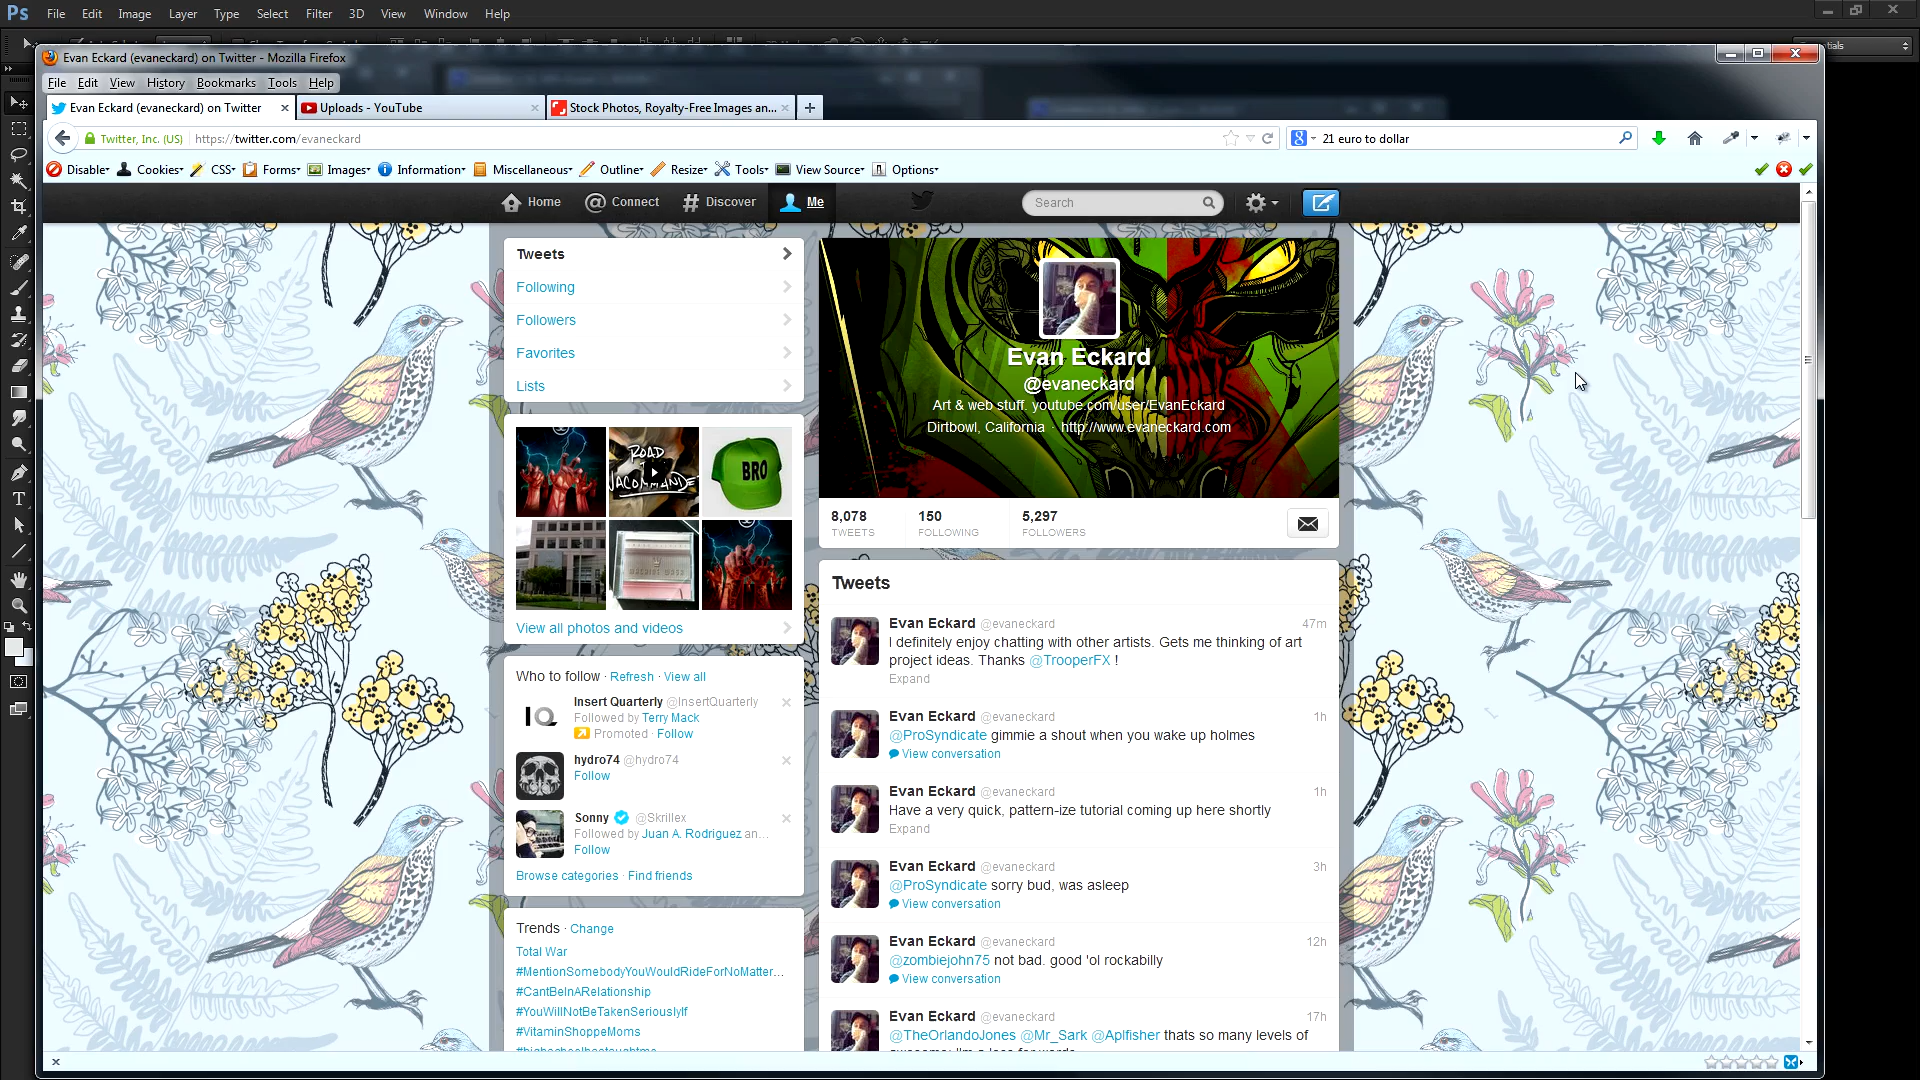 Ps File Edit Image Layer Type Select Filter 3D View Window Help
Evan Eckard (evaneckard) on Twitter - Mozilla Firefox
File Edit View History Bookmarks Tools Help
Evan Eckard (evaneckard) on Twitter × Uploads - YouTube × Stock Photos, Royalty-Free Images an... × +
Twitter, Inc. (US) https://twitter.com/evaneckard 21 euro to dollar
Disable Cookies CSS Forms Images Information Miscellaneous Outline Resize Tools View Source Options
Home @ Connect # Discover Me Search
Tweets
Following
Followers
Favorites
Lists
ROAD
BRO
View all photos and videos
Who to follow · Refresh · View all
IQ
Insert Quarterly @InsertQuarterly
Followed by Terry Mack
Promoted · Follow
hydro74 @hydro74
Follow
Sonny @Skrillex
Followed by Juan A. Rodriguez an...
Follow
Browse categories · Find friends
Trends · Change
Total War
#MentionSomebodyYouWouldRideForNoMatter...
#CantBeInARelationship
#YouWillNotBeTakenSeriouslyIf
#VitaminShoppeMoms
Evan Eckard
@evaneckard
Art & web stuff. youtube.com/user/EvanEckard
Dirtbowl, California · http://www.evaneckard.com
8,078 150 5,297
TWEETS FOLLOWING FOLLOWERS
Tweets
Evan Eckard @evaneckard 47m
I definitely enjoy chatting with other artists. Gets me thinking of art
project ideas. Thanks @TrooperFX !
Expand
Evan Eckard @evaneckard 1h
@ProSyndicate gimmie a shout when you wake up holmes
View conversation
Evan Eckard @evaneckard 1h
Have a very quick, pattern-ize tutorial coming up here shortly
Expand
Evan Eckard @evaneckard 3h
@ProSyndicate sorry bud, was asleep
View conversation
Evan Eckard @evaneckard 12h
@zombiejohn75 not bad. good 'ol rockabilly
View conversation
Evan Eckard @evaneckard 17h
@TheOrlandoJones @Mr_Sark @Aplfisher thats so many levels of